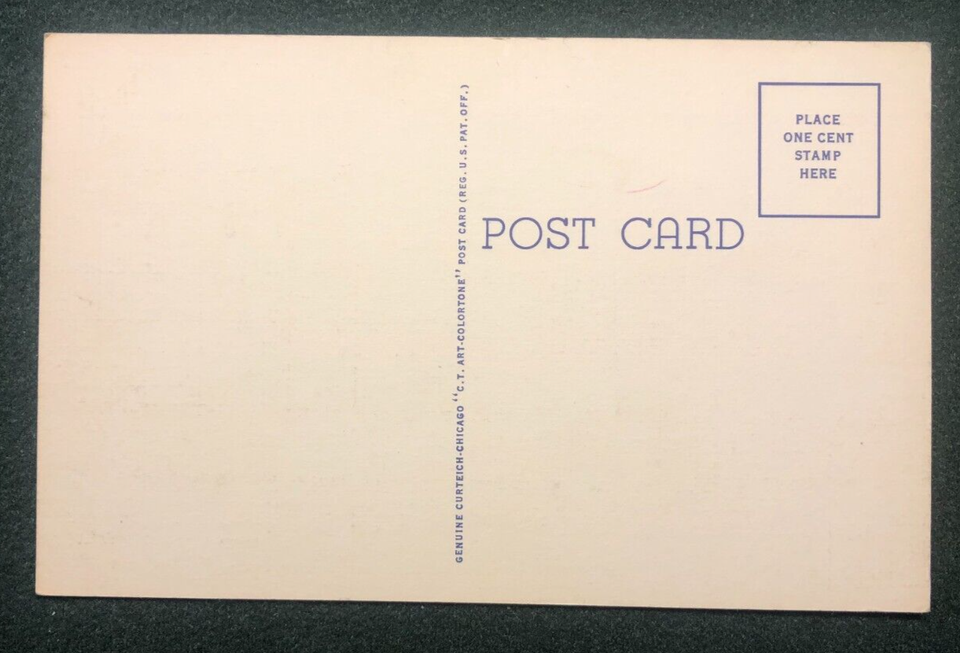 GENUINE CURTEICH-CHICAGO "C.T. ART-COLORTONE" POST CARD (REG. U.S. PAT. OFF.)
POST CARD
PLACE
ONE CENT
STAMP
HERE